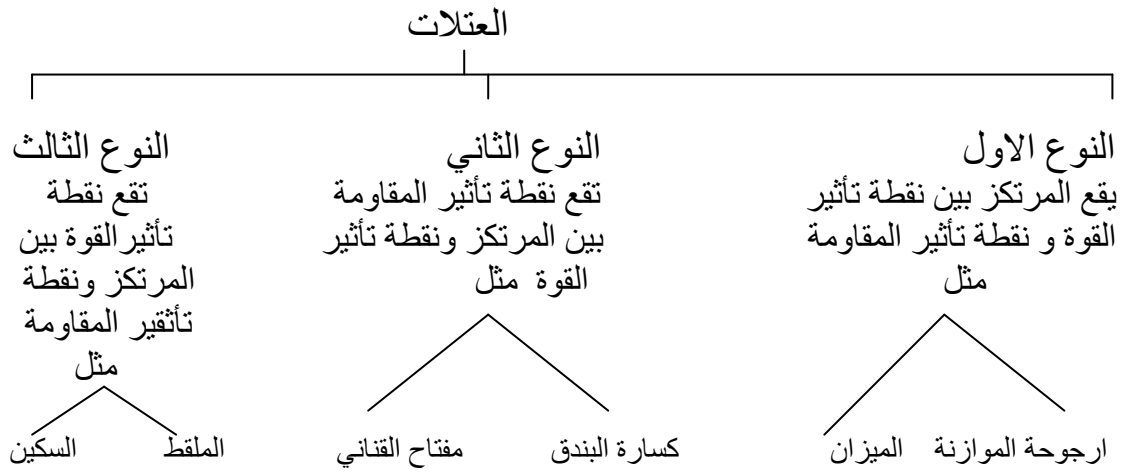 العتلات
النوع الاول
يقع المرتكز بين نقطة تأثير
القوة و نقطة تأثير المقاومة
مثل
ارجوحة الموازنة
الميزان
النوع الثاني
تقع نقطة تأثير المقاومة
بين المرتكز ونقطة تأثير
القوة مثل
كسارة البندق
مفتاح القناني
النوع الثالث
تقع نقطة
تأثير القوة بين
المرتكز ونقطة
تأثقير المقاومة
مثل
الملقط
السكين